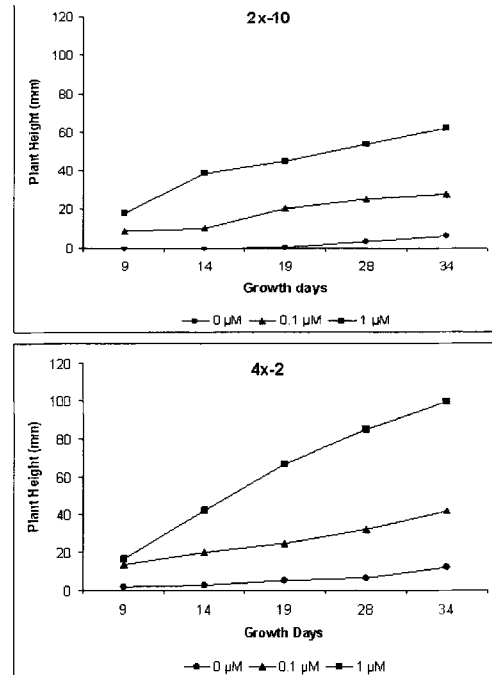 2x-10
120
100
80
60
40
20
0
Plant Height (mm)
9 14 19 28 34
Growth days
0 µM 0.1 µM 1 µM
4x-2
120
100
80
60
40
20
0
Plant Height (mm)
9 14 19 28 34
Growth Days
0 µM 0.1 µM 1 µM